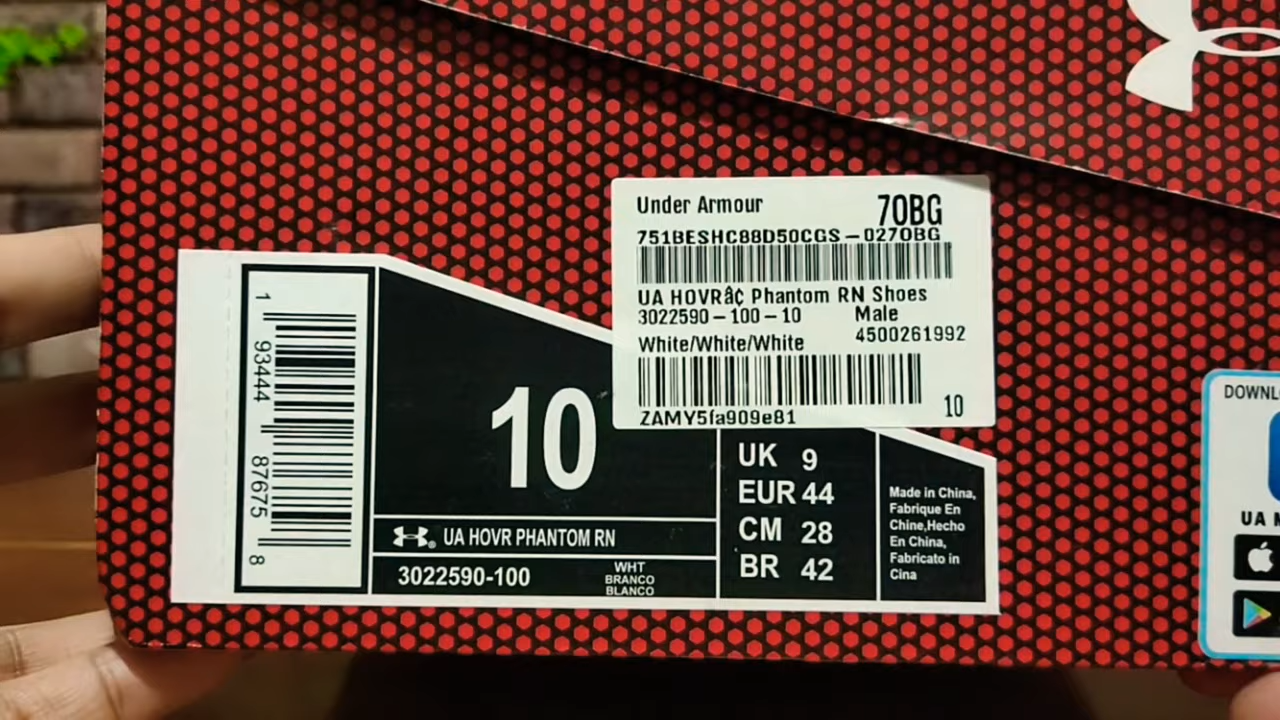 Under Armour 70BG
751BESHC88D50CGS-0270BG
UA HOVRâç Phantom RN Shoes
3022590-100-10 Male
White/White/White 4500261992
ZAMY5fa909e81 10
1 93444 87675 8
10
UA HOVR PHANTOM RN
3022590-100
WHT
BRANCO
BLANCO
UK 9
EUR 44
CM 28
BR 42
Made in China,
Fabrique En
Chine,Hecho
En China,
Fabricato in
Cina
UA